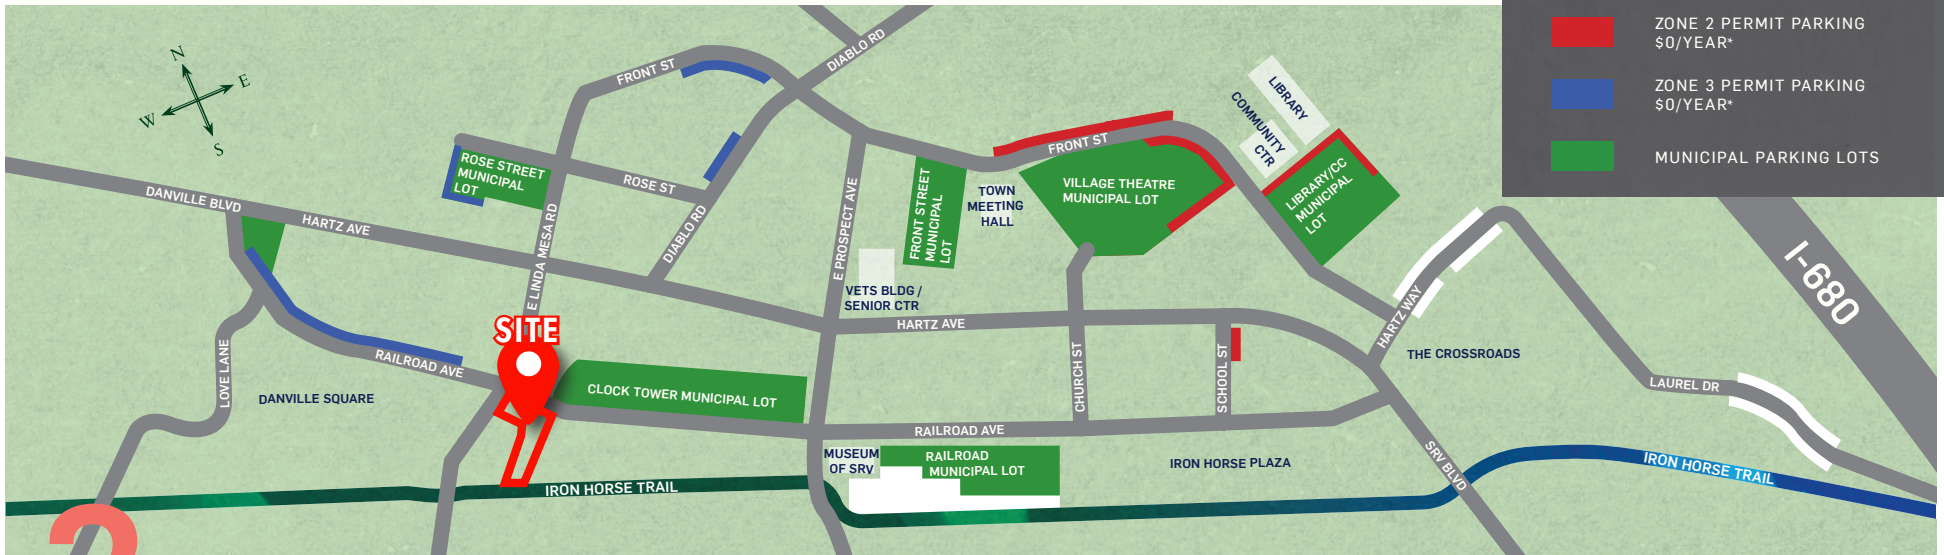 ZONE 2 PERMIT PARKING
$0/YEAR*
ZONE 3 PERMIT PARKING
$0/YEAR*
MUNICIPAL PARKING LOTS
N
E
W
S
FRONT ST
DIABLO RD
LIBRARY
COMMUNITY
CTR
ROSE STREET
MUNICIPAL
LOT
ROSE ST
FRONT ST
LIBRARY/CC
MUNICIPAL
LOT
DANVILLE BLVD
HARTZ AVE
E LINDA MESA RD
DIABLO RD
E PROSPECT AVE
FRONT STREET
MUNICIPAL
LOT
TOWN
MEETING
HALL
VILLAGE THEATRE
MUNICIPAL LOT
I-680
VETS BLDG /
SENIOR CTR
HARTZ AVE
HARTZ WAY
SITE
LOVE LANE
RAILROAD AVE
DANVILLE SQUARE
CLOCK TOWER MUNICIPAL LOT
CHURCH ST
SCHOOL ST
THE CROSSROADS
LAUREL DR
RAILROAD AVE
MUSEUM
OF SRV
RAILROAD
MUNICIPAL LOT
IRON HORSE PLAZA
SRV BLVD
IRON HORSE TRAIL
IRON HORSE TRAIL